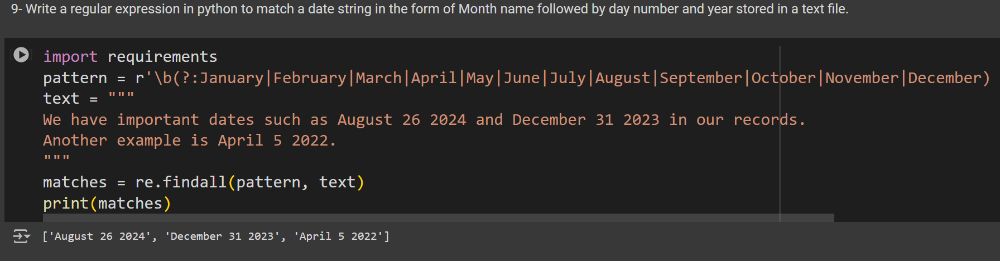 9- Write a regular expression in python to match a date string in the form of Month name followed by day number and year stored in a text file.
import requirements
pattern = r'\b(?:January|February|March|April|May|June|July|August|September|October|November|December)
text = """
We have important dates such as August 26 2024 and December 31 2023 in our records.
Another example is April 5 2022.
"""
matches = re.findall(pattern, text)
print(matches)
['August 26 2024', 'December 31 2023', 'April 5 2022']